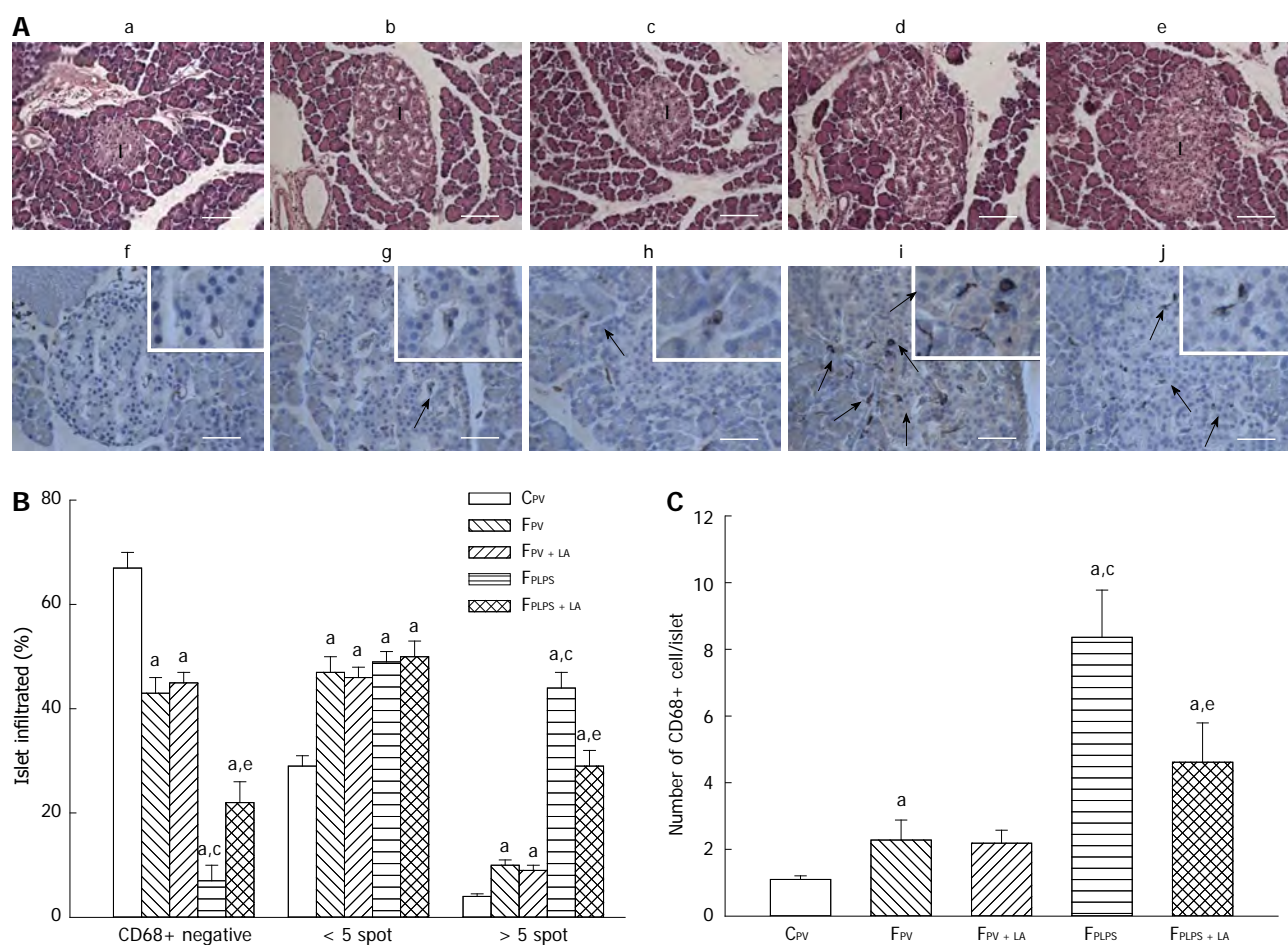 A
a b c d e
I I I I I
f g h i j
B
80
60
40
20
0
Islet infiltrated (%)
CPV
FPV
FPV + LA
FPLPS
FPLPS + LA
a a a,c a,e
a a a a
a a a,c a,e
CD68+ negative < 5 spot > 5 spot
C
12
10
8
6
4
2
0
Number of CD68+ cell/islet
a a,c a,e
CPV FPV FPV + LA FPLPS FPLPS + LA